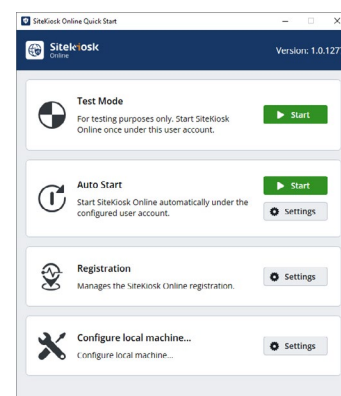 SiteKiosk Online Quick Start
Sitekiosk
Online
Version: 1.0.127
Test Mode
For testing purposes only. Start SiteKiosk
Online once under this user account.
Start
Auto Start
Start SiteKiosk Online automatically under the
configured user account.
Start
Settings
Registration
Manages the SiteKiosk Online registration.
Settings
Configure local machine...
Configure local machine...
Settings